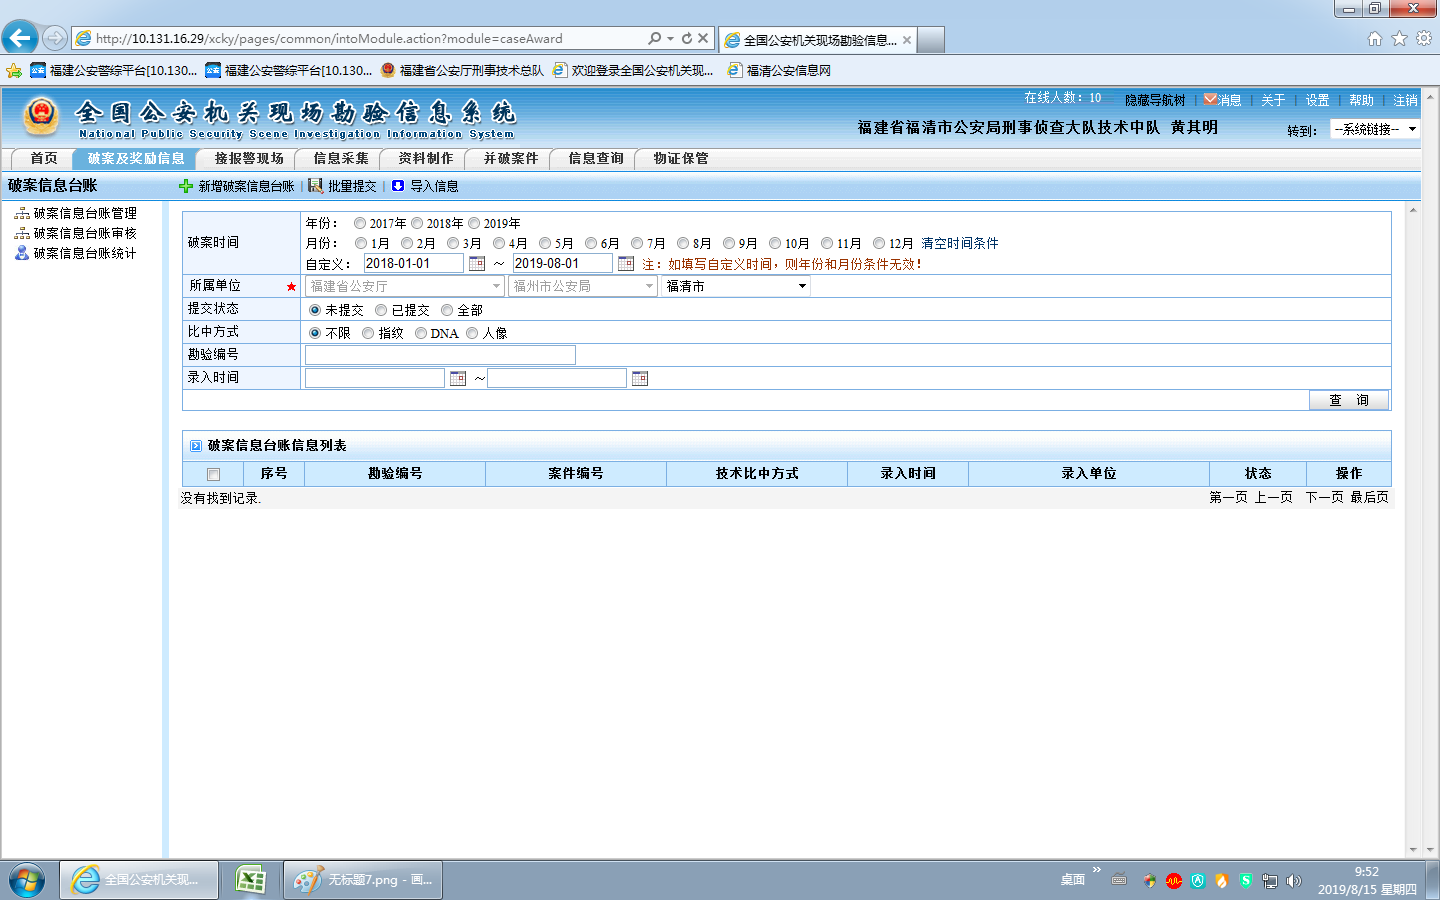 http://10.131.16.29/xcky/pages/common/intoModule.action?module=caseAward
全国公安机关现场勘验信息...
福建公安警综平台[10.130...
福建公安警综平台[10.130...
福建省公安厅刑事技术总队
欢迎登录全国公安机关现...
福清公安信息网
全国公安机关现场勘验信息系统
National Public Security Scene Investigation Information System
在线人数：10
隐藏导航树
消息
关于
设置
帮助
注销
福建省福清市公安局刑事侦查大队技术中队 黄其明
转到：
--系统链接--
首页
破案及奖励信息
接报警现场
信息采集
资料制作
并破案件
信息查询
物证保管
破案信息台账
新增破案信息台账
批量提交
导入信息
破案信息台账管理
破案信息台账审核
破案信息台账统计
破案时间
年份： 2017年 2018年 2019年
月份： 1月 2月 3月 4月 5月 6月 7月 8月 9月 10月 11月 12月 清空时间条件
自定义： 2018-01-01 ～ 2019-08-01 注：如填写自定义时间，则年份和月份条件无效！
所属单位 ★ 福建省公安厅 福州市公安局 福清市
提交状态 未提交 已提交 全部
比中方式 不限 指纹 DNA 人像
勘验编号
录入时间 ～
查 询
破案信息台账信息列表
序号 勘验编号 案件编号 技术比中方式 录入时间 录入单位 状态 操作
没有找到记录.
第一页 上一页 下一页 最后页
全国公安机关现...
无标题7.png - 画...
桌面
9:52
2019/8/15 星期四